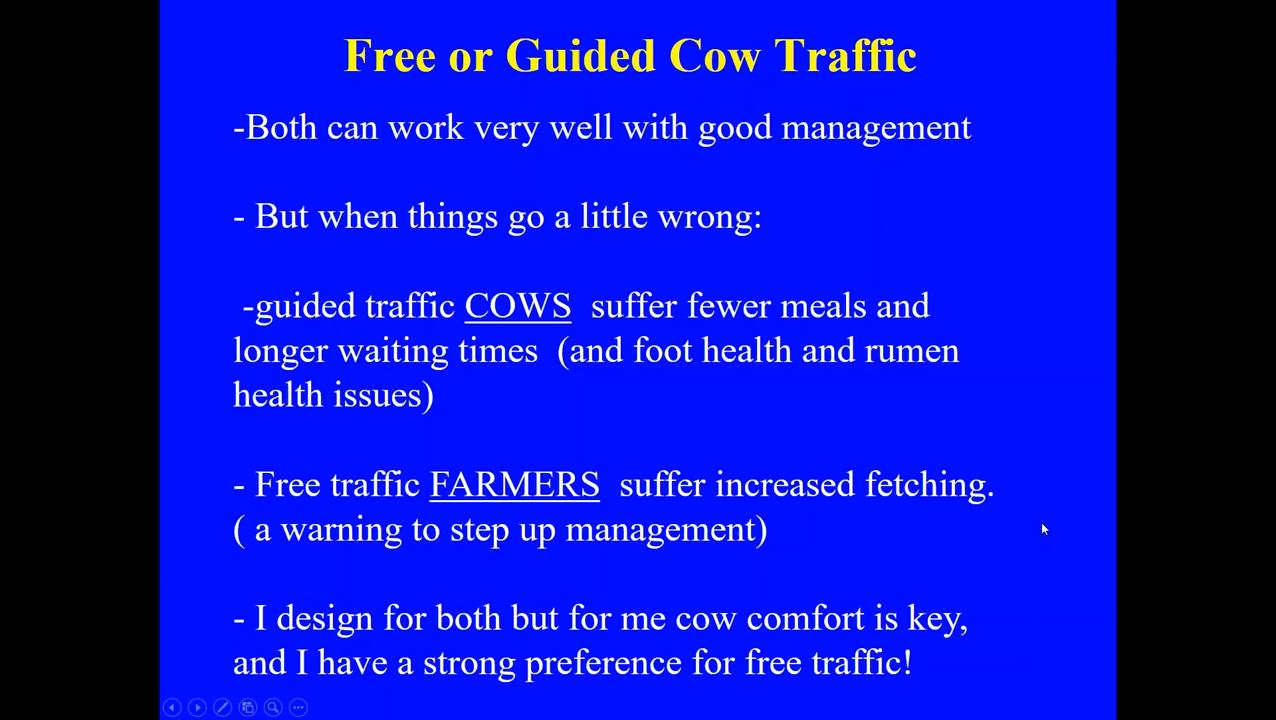 Free or Guided Cow Traffic
-Both can work very well with good management
- But when things go a little wrong:
-guided traffic COWS suffer fewer meals and
longer waiting times (and foot health and rumen
health issues)
- Free traffic FARMERS suffer increased fetching.
( a warning to step up management)
- I design for both but for me cow comfort is key,
and I have a strong preference for free traffic!